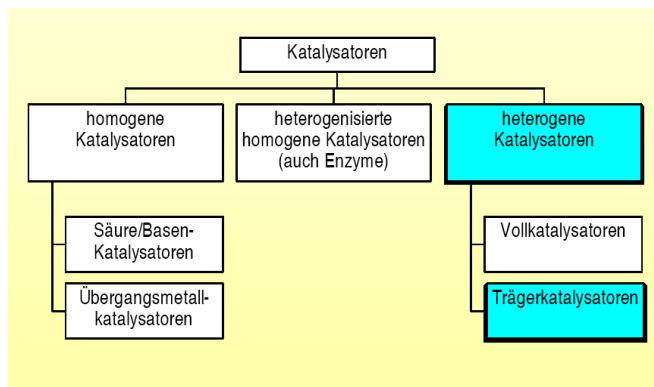 Katalysatoren
homogene
Katalysatoren
heterogenisierte
homogene Katalysatoren
(auch Enzyme)
heterogene
Katalysatoren
Säure/Basen-
Katalysatoren
Übergangsmetall-
katalysatoren
Vollkatalysatoren
Trägerkatalysatoren